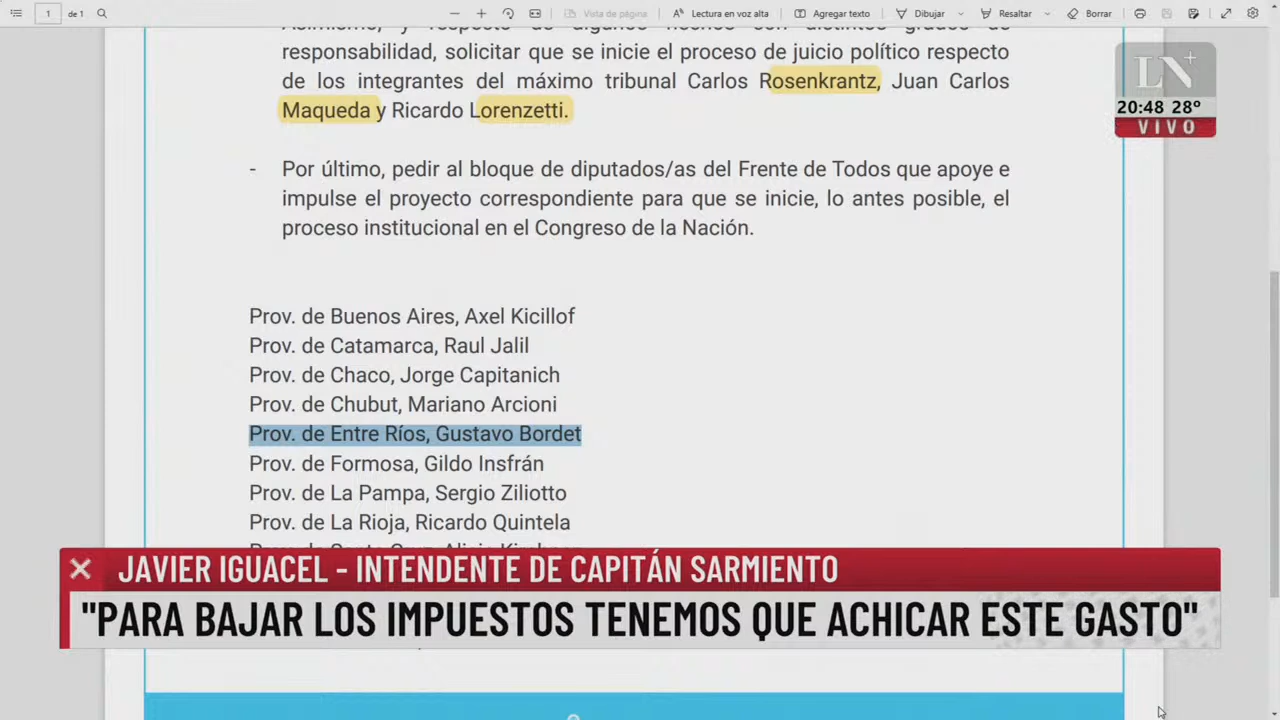 1
de 1
Vista de página
Lectura en voz alta
Agregar texto
Dibujar
Resaltar
Borrar
responsabilidad, solicitar que se inicie el proceso de juicio político respecto
de los integrantes del máximo tribunal Carlos Rosenkrantz, Juan Carlos
Maqueda y Ricardo Lorenzetti.
- Por último, pedir al bloque de diputados/as del Frente de Todos que apoye e
impulse el proyecto correspondiente para que se inicie, lo antes posible, el
proceso institucional en el Congreso de la Nación.
Prov. de Buenos Aires, Axel Kicillof
Prov. de Catamarca, Raul Jalil
Prov. de Chaco, Jorge Capitanich
Prov. de Chubut, Mariano Arcioni
Prov. de Entre Ríos, Gustavo Bordet
Prov. de Formosa, Gildo Insfrán
Prov. de La Pampa, Sergio Ziliotto
Prov. de La Rioja, Ricardo Quintela
LN+
20:48 28º
VIVO
JAVIER IGUACEL - INTENDENTE DE CAPITÁN SARMIENTO
"PARA BAJAR LOS IMPUESTOS TENEMOS QUE ACHICAR ESTE GASTO"